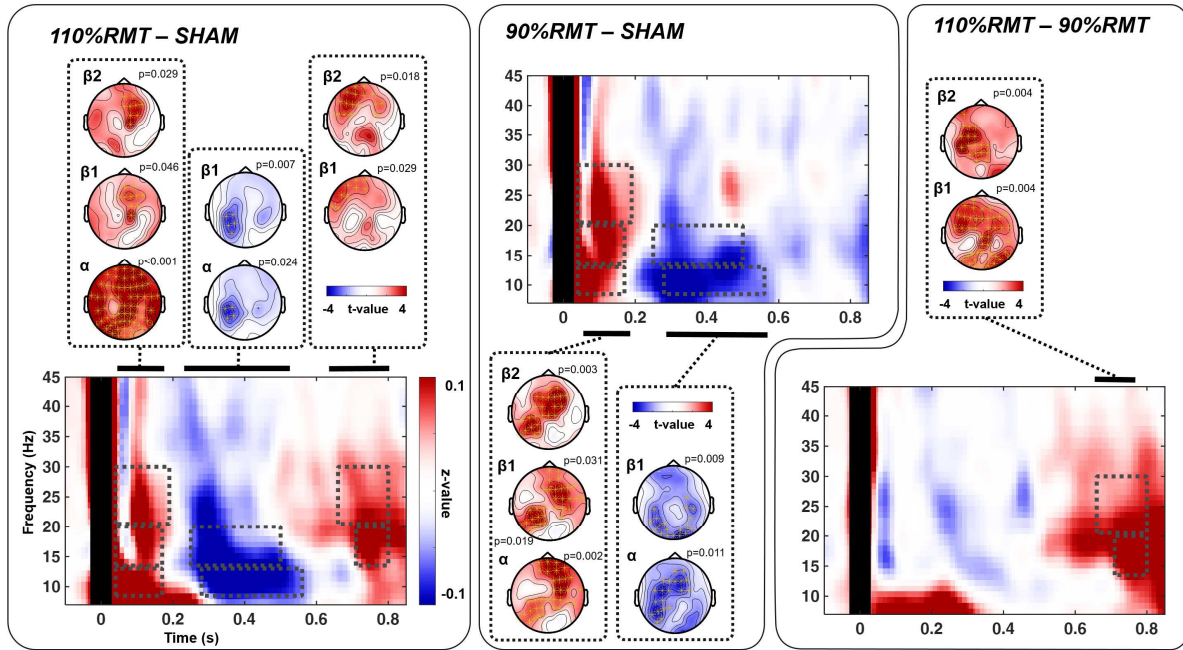 110%RMT – SHAM
β2
p=0.029
β1
p=0.046
α
p<0.001
β1
p=0.007
α
p=0.024
β2
p=0.018
β1
p=0.029
-4 t-value 4
45
40
35
30
25
20
15
10
Frequency (Hz)
0 0.2 0.4 0.6 0.8
Time (s)
0.1
z-value
-0.1
90%RMT – SHAM
45
40
35
30
25
20
15
10
0 0.2 0.4 0.6 0.8
β2
p=0.003
β1
p=0.031
p=0.019
α
p=0.002
-4 t-value 4
β1
p=0.009
α
p=0.011
110%RMT – 90%RMT
β2
p=0.004
β1
p=0.004
-4 t-value 4
45
40
35
30
25
20
15
10
0 0.2 0.4 0.6 0.8